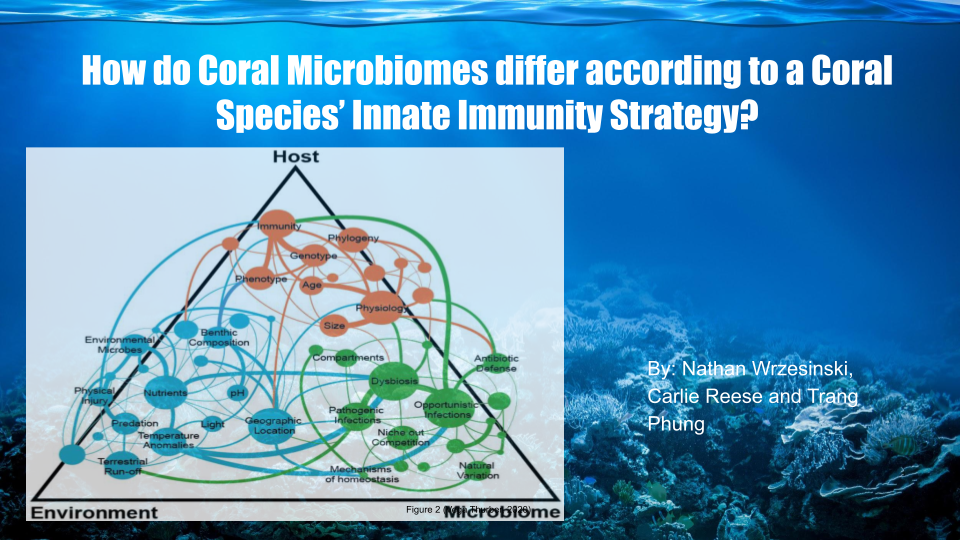 How do Coral Microbiomes differ according to a Coral
Species’ Innate Immunity Strategy?
Host
Immunity
Phylogeny
Genotype
Phenotype
Age
Physiology
Size
Environmental
Microbes
Benthic
Composition
Compartments
Antibiotic
Defense
Dysbiosis
Physical
Injury
Nutrients
pH
Pathogenic
Infections
Opportunistic
Infections
Predation
Light
Geographic
Location
Temperature
Anomalies
Niche out
Competition
Terrestrial
Run-off
Mechanisms
of homeostasis
Natural
Variation
Environment
Microbiome
Figure 2
By: Nathan Wrzesinski,
Carlie Reese and Trang
Phung